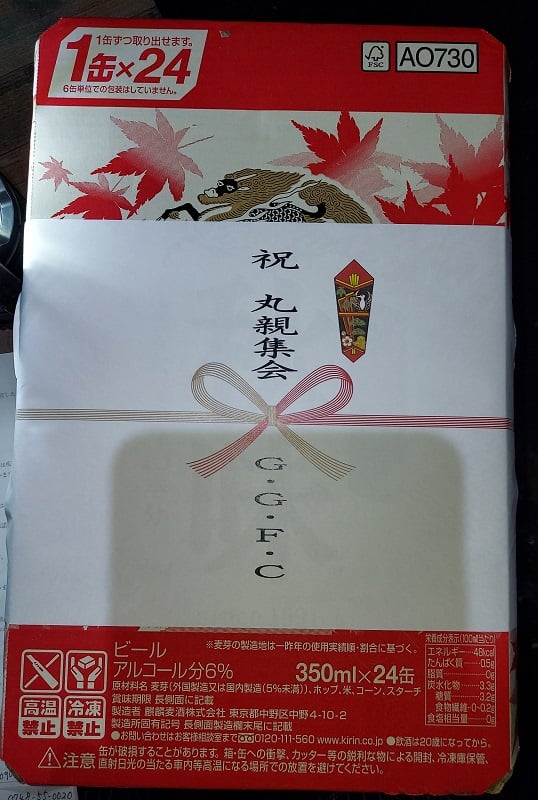 1缶ずつ取り出せます。
1缶×24
6缶単位での包装はしていません。
FSC
AO730
祝 丸親集会
G・G・F・C
ビール
アルコール分6%
※麦芽の製造地は一昨年の使用実績順・割合に基づく。
350ml×24缶
原材料名 麦芽(外国製造又は国内製造(5%未満))、ホップ、米、コーン、スターチ
賞味期限 長側面に記載
製造者 麒麟麦酒株式会社 東京都中野区中野4-10-2
製造所固有記号 長側面製造欄末尾に記載
●お問い合わせはお客様相談室まで 0120-111-560 www.kirin.co.jp ●飲酒は20歳になってから。
栄養成分表示(100ml当たり)
エネルギー 48kcal
たんぱく質 0.5g
脂質 0g
炭水化物 3.3g
糖質 3.2g
食物繊維 0-0.2g
食塩相当量 0g
高温禁止
冷凍禁止
注意
缶が破損することがあります。箱・缶への衝撃、カッター等の鋭利な物による開封、冷凍庫保管、
直射日光の当たる車内等高温になる場所での放置を避けてください。
0748-55-0020